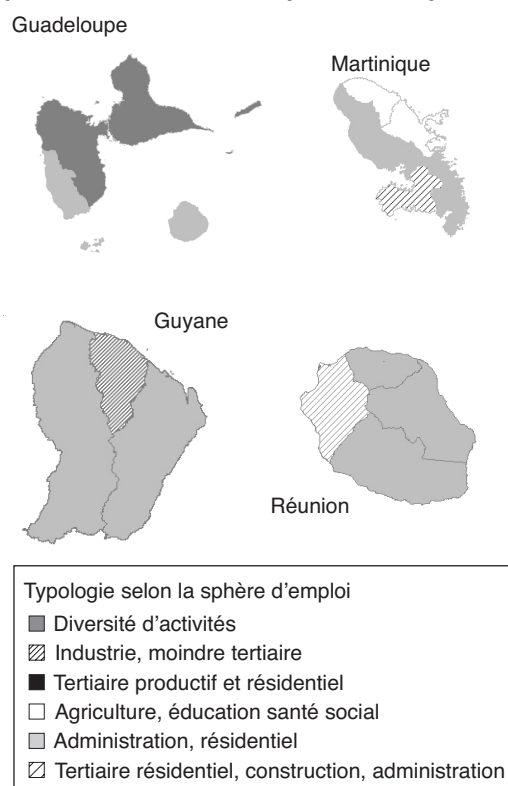 Guadeloupe
Martinique
Guyane
Réunion
Typologie selon la sphère d'emploi
Diversité d'activités
Industrie, moindre tertiaire
Tertiaire productif et résidentiel
Agriculture, éducation santé social
Administration, résidentiel
Tertiaire résidentiel, construction, administration